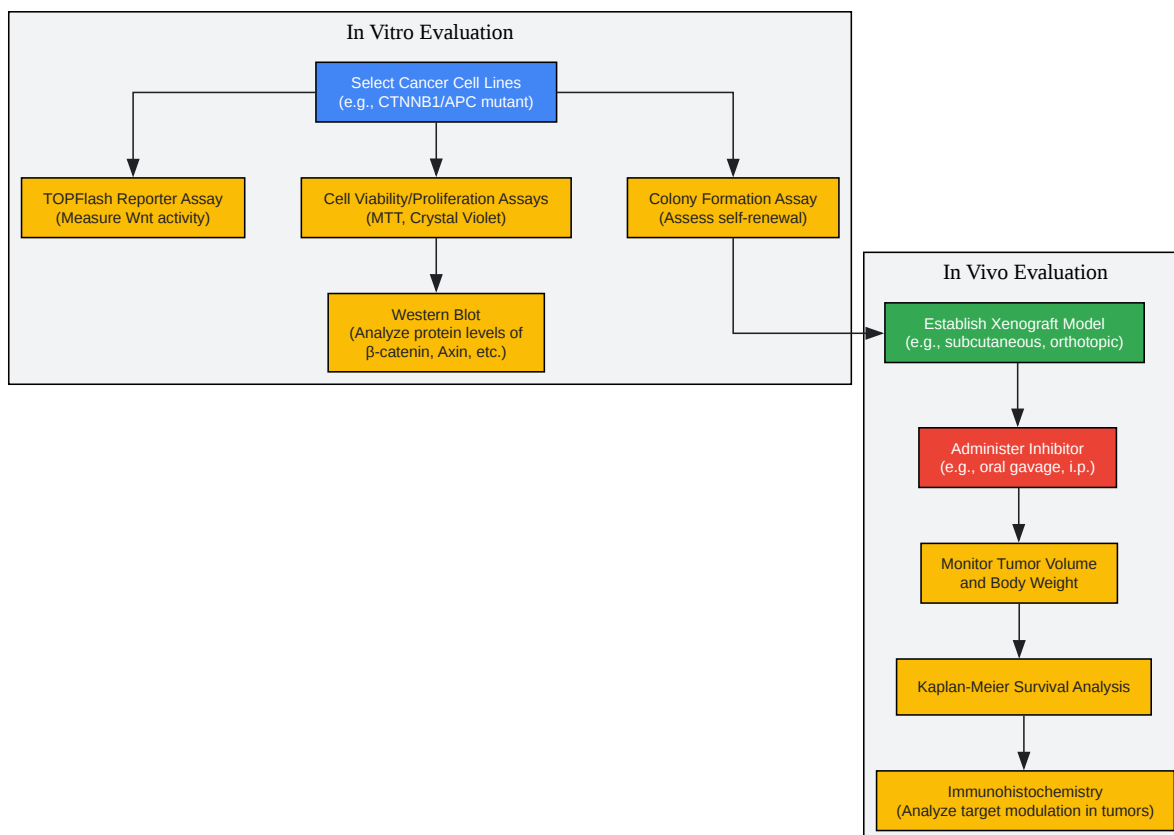 In Vitro Evaluation
Select Cancer Cell Lines
(e.g., CTNNB1/APC mutant)
TOPFlash Reporter Assay
(Measure Wnt activity)
Cell Viability/Proliferation Assays
(MTT, Crystal Violet)
Colony Formation Assay
(Assess self-renewal)
Western Blot
(Analyze protein levels of
β-catenin, Axin, etc.)
In Vivo Evaluation
Establish Xenograft Model
(e.g., subcutaneous, orthotopic)
Administer Inhibitor
(e.g., oral gavage, i.p.)
Monitor Tumor Volume
and Body Weight
Kaplan-Meier Survival Analysis
Immunohistochemistry
(Analyze target modulation in tumors)